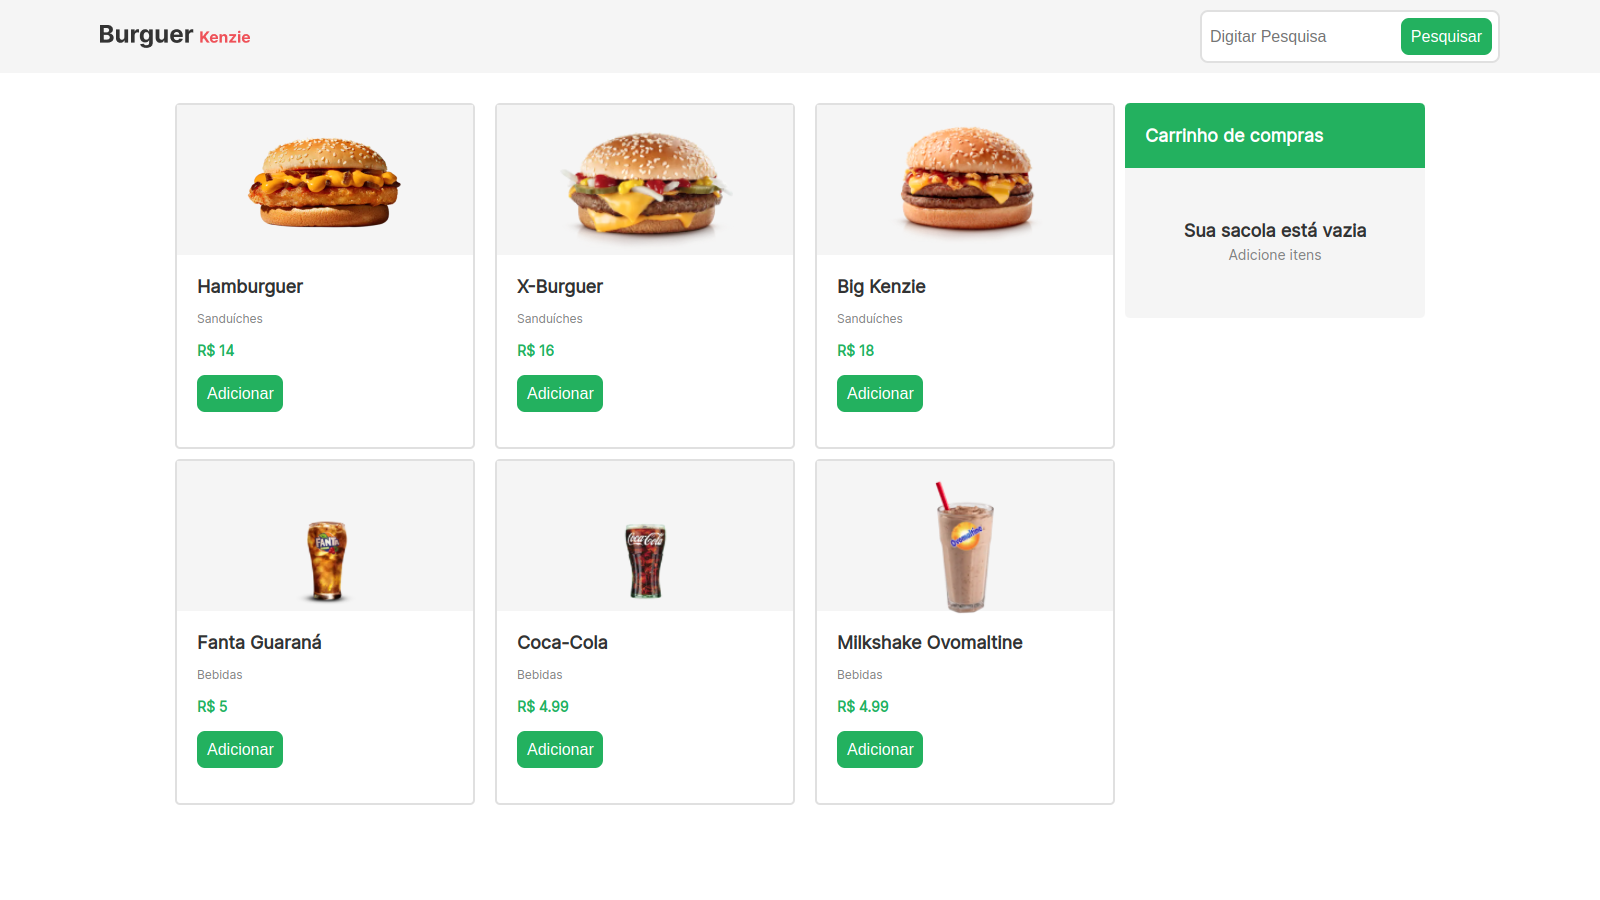 Burguer Kenzie
Digitar Pesquisa
Pesquisar
Hamburguer
Sanduíches
R$ 14
Adicionar
X-Burguer
Sanduíches
R$ 16
Adicionar
Big Kenzie
Sanduíches
R$ 18
Adicionar
Carrinho de compras
Sua sacola está vazia
Adicione itens
FANTA
Fanta Guaraná
Bebidas
R$ 5
Adicionar
Coca-Cola
Coca-Cola
Bebidas
R$ 4.99
Adicionar
Ovomaltine
Milkshake Ovomaltine
Bebidas
R$ 4.99
Adicionar